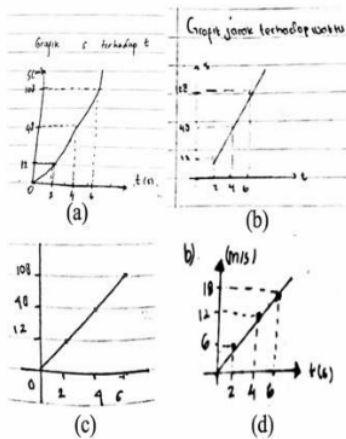 Grafik s terhadap t
s(m)
108
48
12
0
2 4 6
t(s)
(a)
Grafik jarak terhadap waktu
s
108
48
12
2 4 6
t
(b)
108
48
12
0 2 4 6
(c)
b) (m/s)
18
12
6
2 4 6
t(s)
(d)